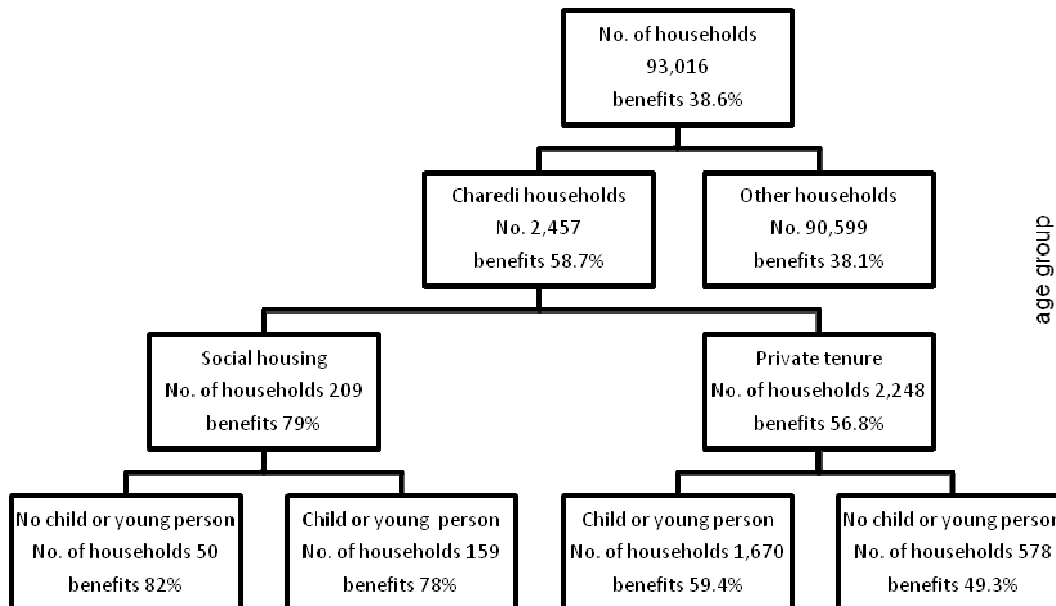 No. of households
93,016
benefits 38.6%
Charedi households
No. 2,457
benefits 58.7%
Other households
No. 90,599
benefits 38.1%
age group
Social housing
No. of households 209
benefits 79%
Private tenure
No. of households 2,248
benefits 56.8%
No child or young person
No. of households 50
benefits 82%
Child or young person
No. of households 159
benefits 78%
Child or young person
No. of households 1,670
benefits 59.4%
No child or young person
No. of households 578
benefits 49.3%